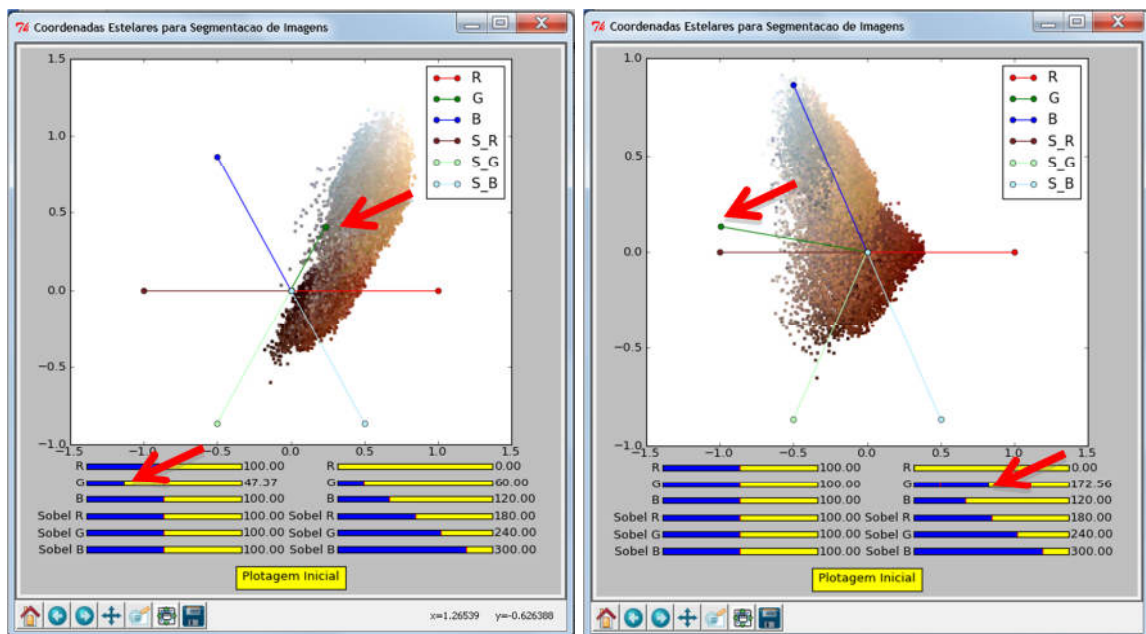 Coordenadas Estelares para Segmentacao de Imagens
1.5
1.0
0.5
0.0
−0.5
−1.0
−1.5 −1.0 −0.5 0.0 0.5 1.0 1.5
R
G
B
S_R
S_G
S_B
R 100.00 R 0.00
G 47.37 G 60.00
B 100.00 B 120.00
Sobel R 100.00 Sobel R 180.00
Sobel G 100.00 Sobel G 240.00
Sobel B 100.00 Sobel B 300.00
Plotagem Inicial
x=1.26539 y=-0.626388
Coordenadas Estelares para Segmentacao de Imagens
1.0
0.5
0.0
−0.5
−1.0
−1.5 −1.0 −0.5 0.0 0.5 1.0 1.5
R
G
B
S_R
S_G
S_B
R 100.00 R 0.00
G 100.00 G 172.56
B 100.00 B 120.00
Sobel R 100.00 Sobel R 180.00
Sobel G 100.00 Sobel G 240.00
Sobel B 100.00 Sobel B 300.00
Plotagem Inicial